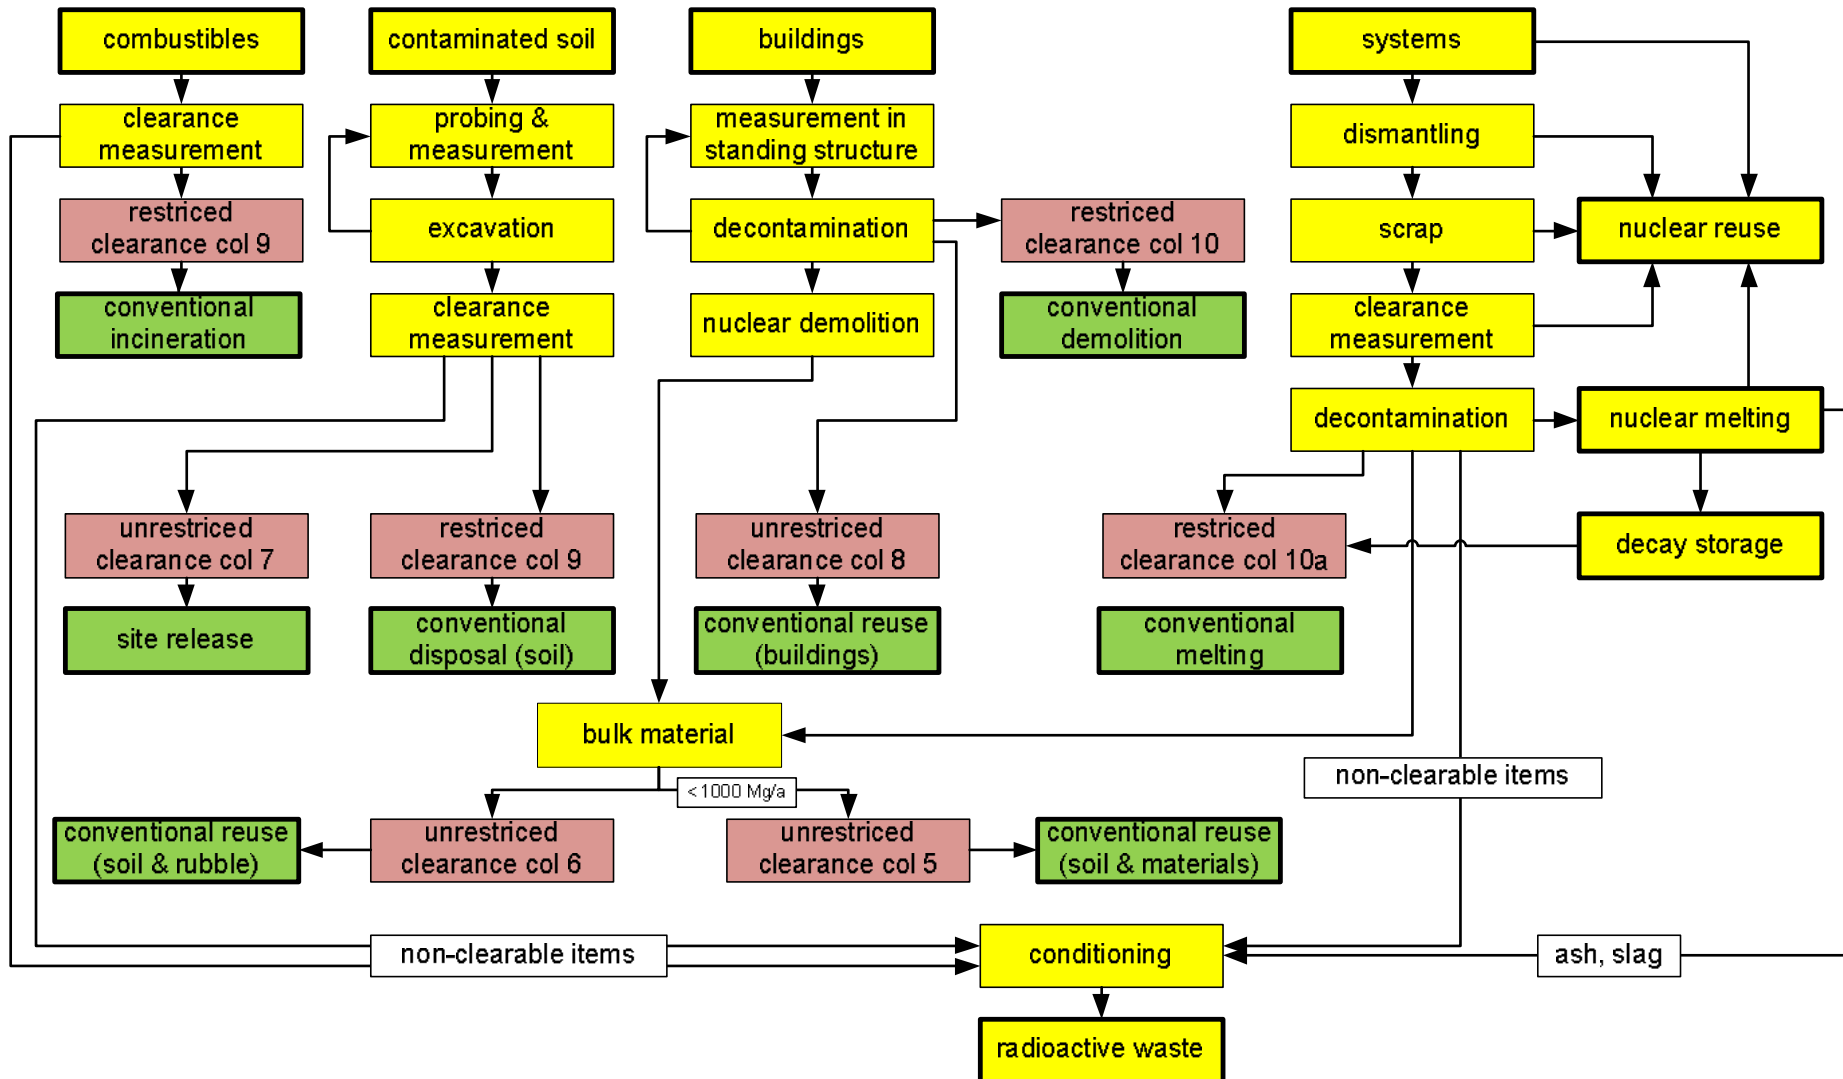 combustibles
contaminated soil
buildings
systems
clearance
measurement
probing &
measurement
measurement in
standing structure
dismantling
restriced
clearance col 9
excavation
decontamination
restriced
clearance col 10
scrap
nuclear reuse
conventional
incineration
clearance
measurement
nuclear demolition
conventional
demolition
clearance
measurement
decontamination
nuclear melting
unrestriced
clearance col 7
restriced
clearance col 9
unrestriced
clearance col 8
restriced
clearance col 10a
decay storage
site release
conventional
disposal (soil)
conventional reuse
(buildings)
conventional
melting
bulk material
non-clearable items
<1000 Mg/a
conventional reuse
(soil & rubble)
unrestriced
clearance col 6
unrestriced
clearance col 5
conventional reuse
(soil & materials)
non-clearable items
conditioning
ash, slag
radioactive waste